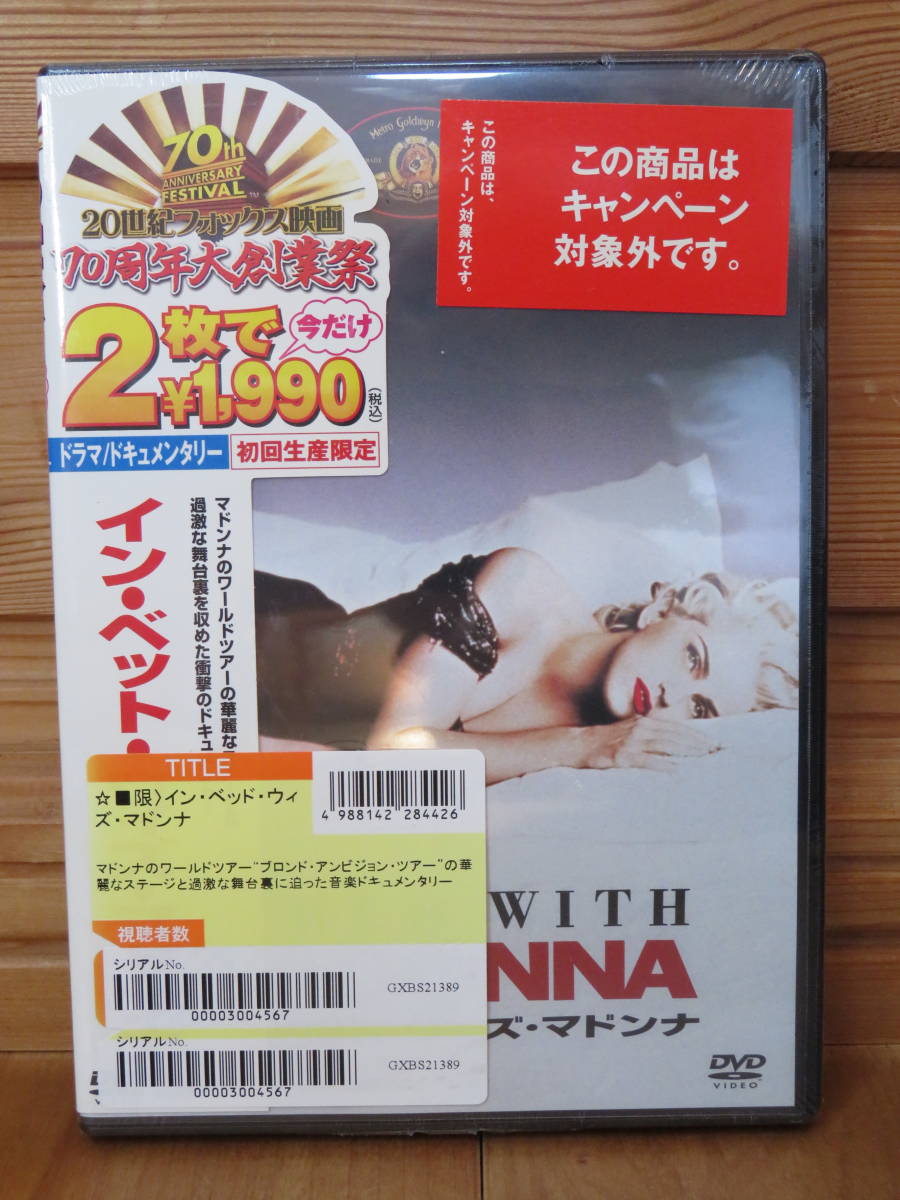 70th
ANNIVERSARY
FESTIVAL™
20世紀フォックス映画
70周年大創業祭
2枚で
今だけ
¥1,990
(税込)
ドラマ/ドキュメンタリー
初回生産限定
Metro Goldwyn
この商品は、
キャンペーン対象外です。
この商品は
キャンペーン
対象外です。
マドンナのワールドツアーの華麗な
過激な舞台裏を収めた衝撃のドキュ
イン・ベット・
TITLE
☆■限〉イン・ベッド・ウィ
ズ・マドンナ
4 988142 284426
マドンナのワールドツアー“ブロンド・アンビジョン・ツアー”の華
麗なステージと過激な舞台裏に迫った音楽ドキュメンタリー
視聴者数
シリアルNo.
GXBS21389
00003004567
シリアルNo.
GXBS21389
00003004567
WITH
NNA
ズ・マドンナ
DVD
VIDEO